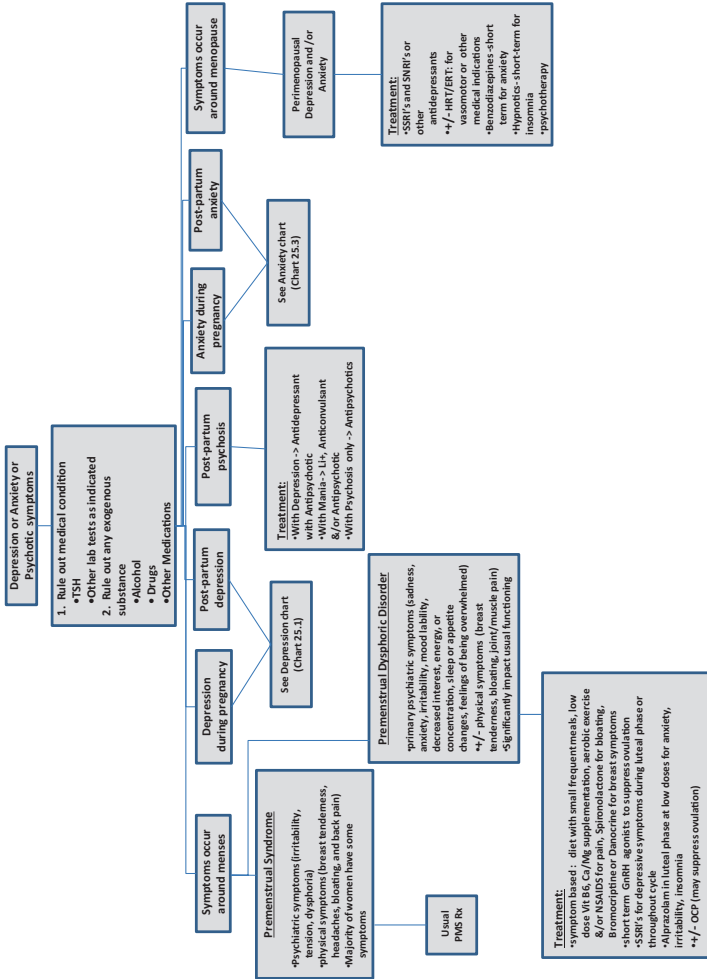 Depression or Anxiety or
Psychotic symptoms
1. Rule out medical condition
•TSH
•Other lab tests as indicated
2. Rule out any exogenous
substance
•Alcohol
• Drugs
•Other Medications
Symptoms occur
around menses
Depression
during pregnancy
Post-partum
depression
Post-partum
psychosis
Anxiety during
pregnancy
Post-partum
anxiety
Symptoms occur
around menopause
Premenstrual Syndrome
•Psychiatric symptoms (irritability,
tension, dysphoria)
•physical symptoms (breast tenderness,
headaches, bloating, and back pain)
•Majority of women have some
symptoms
Usual
PMS Rx
See Depression chart
(Chart 25.1)
Premenstrual Dysphoric Disorder
•primary psychiatric symptoms (sadness,
anxiety, irritability, mood lability,
decreased interest, energy, or
concentration, sleep or appetite
changes, feelings of being overwhelmed)
•+/- physical symptoms (breast
tenderness, bloating, joint/muscle pain)
•Significantly impact usual functioning
Treatment:
•symptom based : diet with small frequent meals, low
dose Vit B6, Ca/Mg supplementation, aerobic exercise
&/or NSAIDS for pain, Spironolactone for bloating,
Bromocriptine or Danocrine for breast symptoms
•short term GnRH agonists to suppress ovulation
•SSRI's for depressive symptoms during luteal phase or
throughout cycle
•Alprazolam in luteal phase at low doses for anxiety,
irritability, insomnia
•+/- OCP (may suppress ovulation)
Treatment:
•With Depression -> Antidepressant
with Antipsychotic
•With Mania-> Li+, Anticonvulsant
&/or Antipsychotic
•With Psychosis only -> Antipsychotics
See Anxiety chart
(Chart 25.3)
Perimenopausal
Depression and /or
Anxiety
Treatment:
•SSRI's and SNRI's or
other
antidepressants
•+/- HRT/ERT: for
vasomotor or other
medical indications
•Benzodiazepines -short
term for anxiety
•Hypnotics- short-term for
insomnia
•psychotherapy